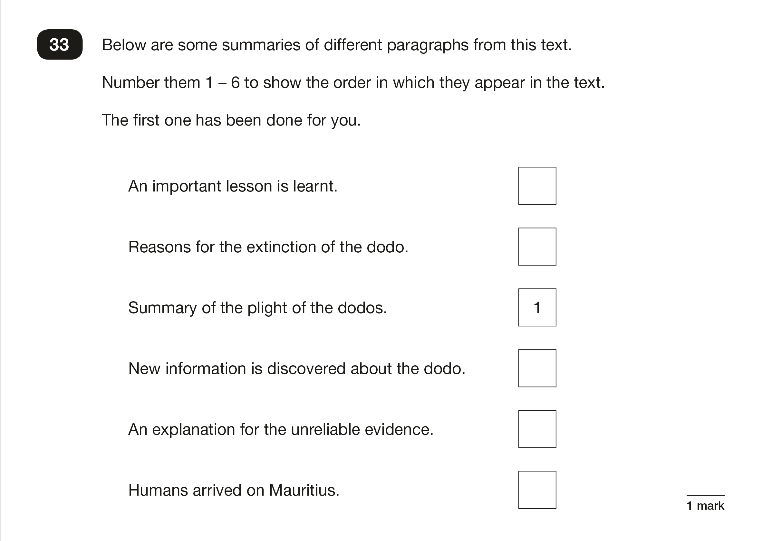 33 Below are some summaries of different paragraphs from this text.
Number them 1 – 6 to show the order in which they appear in the text.
The first one has been done for you.
An important lesson is learnt.
Reasons for the extinction of the dodo.
Summary of the plight of the dodos. 1
New information is discovered about the dodo.
An explanation for the unreliable evidence.
Humans arrived on Mauritius.
1 mark